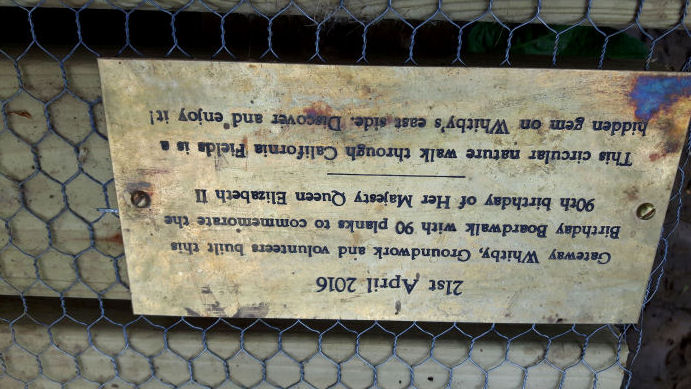 21st April 2016
Gateway Whitby, Groundwork and volunteers built this
Birthday Boardwalk with 90 planks to commemorate the
90th birthday of Her Majesty Queen Elizabeth II
This circular nature walk through California Fields is a
hidden gem on Whitby's east side. Discover and enjoy it!